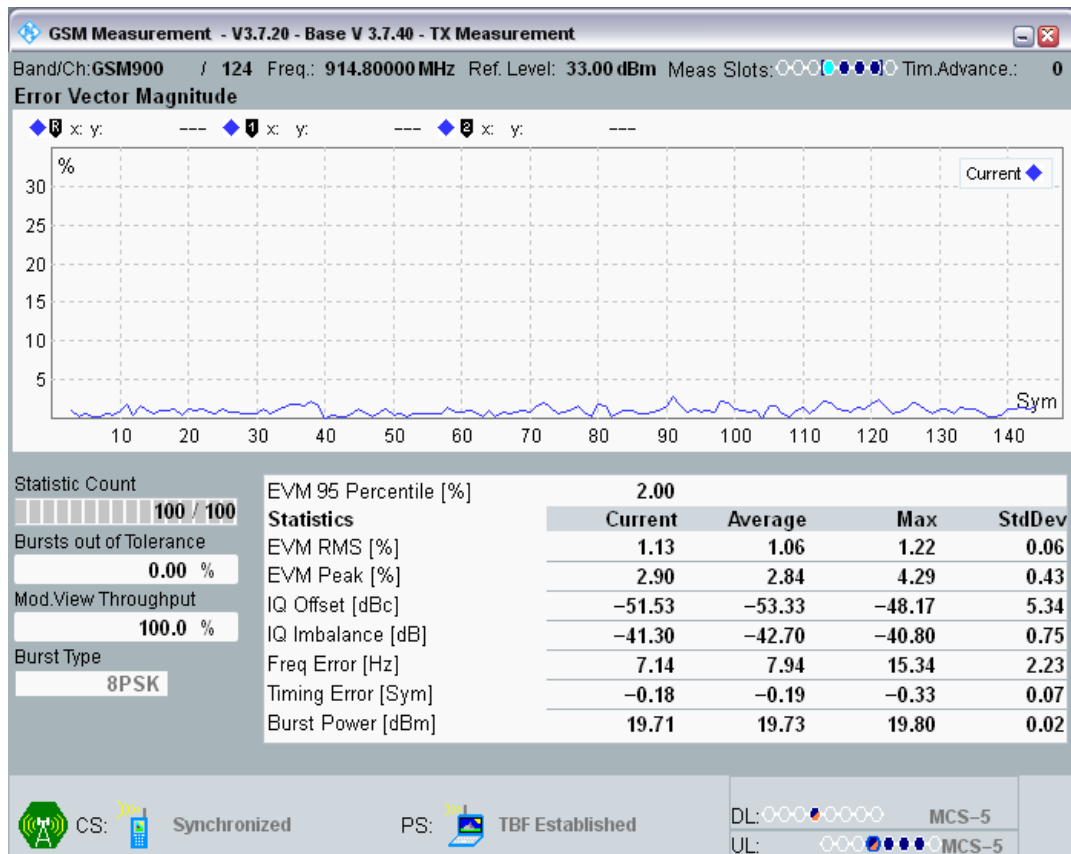 GSM Measurement - V3.7.20 - Base V 3.7.40 - TX Measurement
Band/Ch:GSM900 / 124 Freq.: 914.80000 MHz Ref. Level: 33.00 dBm Meas Slots: Tim.Advance.: 0
Error Vector Magnitude
R x: y: --- 1 x: y: --- 2 x: y: ---
%
Current
30
25
20
15
10
5
Sym
10 20 30 40 50 60 70 80 90 100 110 120 130 140
Statistic Count
100 / 100
Bursts out of Tolerance
0.00 %
Mod.View Throughput
100.0 %
Burst Type
8PSK
EVM 95 Percentile [%] 2.00
Statistics Current Average Max StdDev
EVM RMS [%] 1.13 1.06 1.22 0.06
EVM Peak [%] 2.90 2.84 4.29 0.43
IQ Offset [dBc] −51.53 −53.33 −48.17 5.34
IQ Imbalance [dB] −41.30 −42.70 −40.80 0.75
Freq Error [Hz] 7.14 7.94 15.34 2.23
Timing Error [Sym] −0.18 −0.19 −0.33 0.07
Burst Power [dBm] 19.71 19.73 19.80 0.02
CS: Synchronized PS: TBF Established
DL: MCS−5
UL: MCS−5